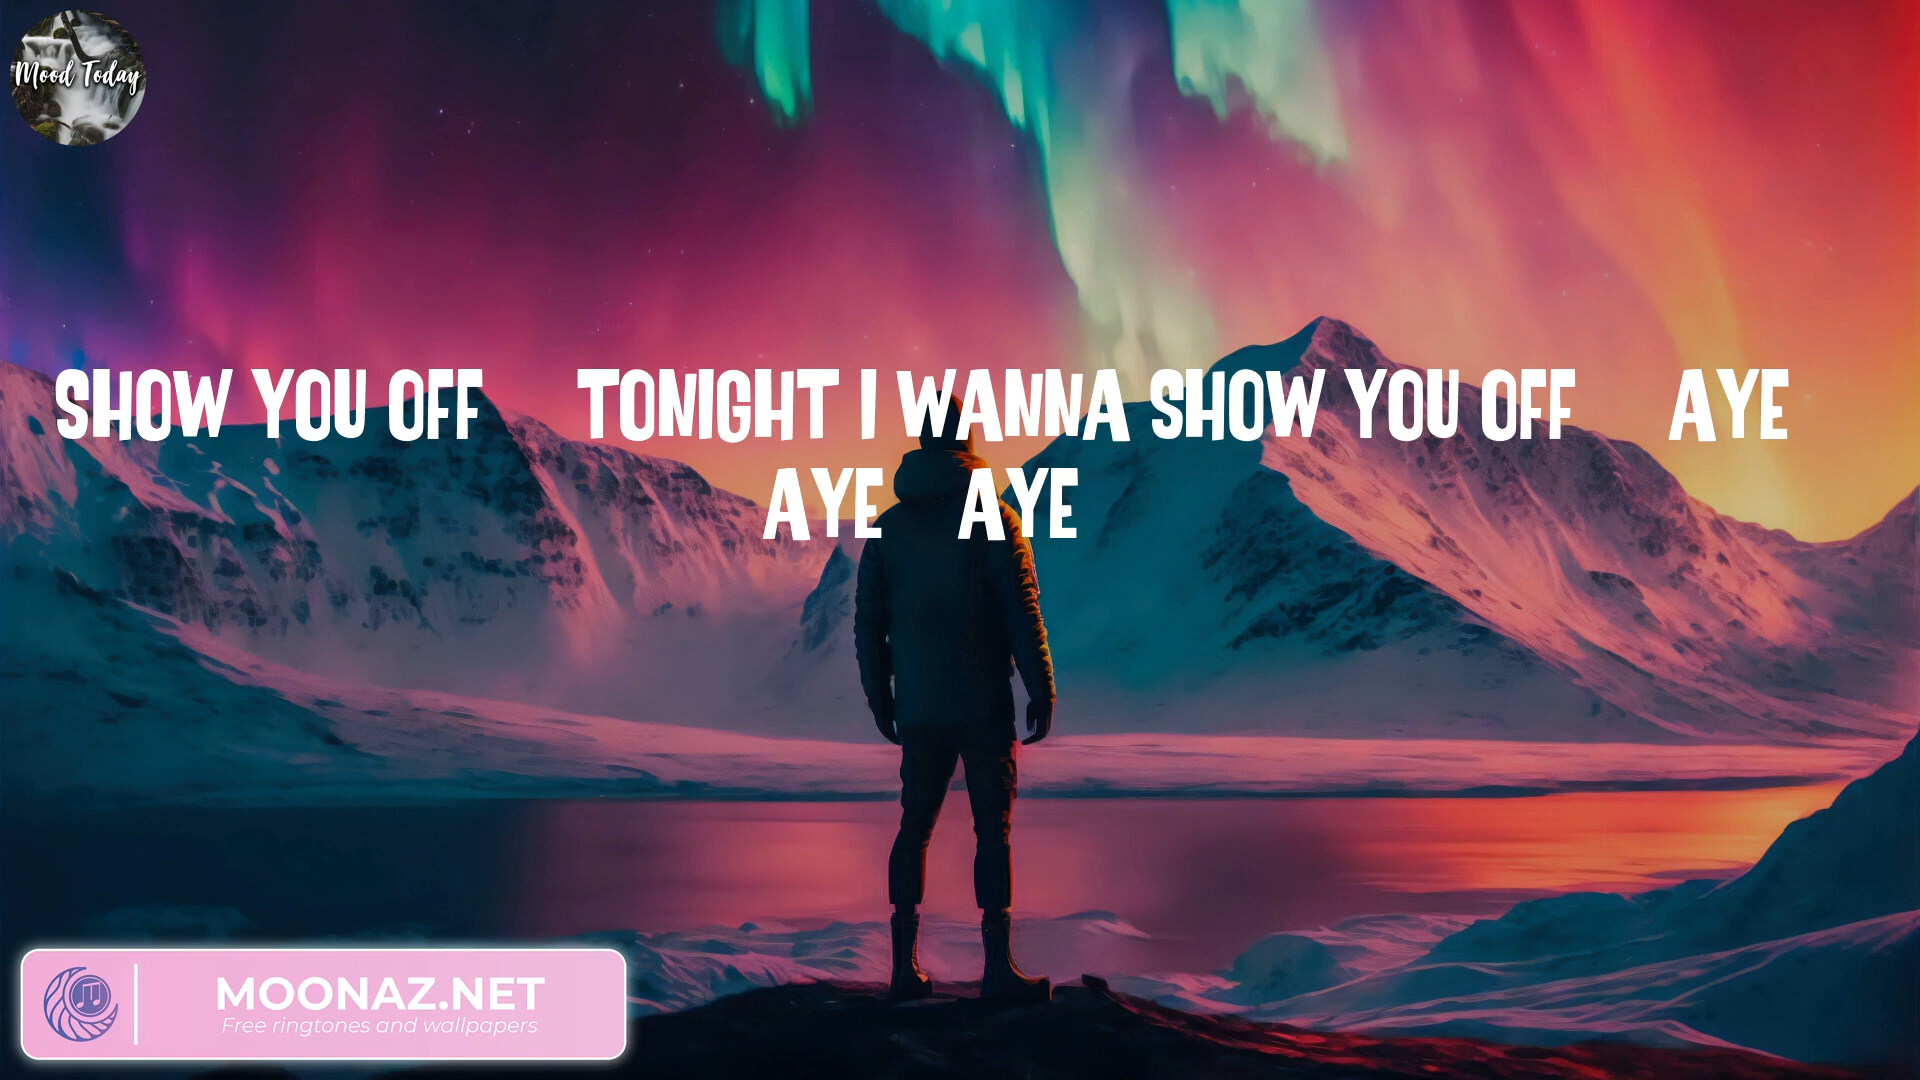 Mood Today
SHOW YOU OFF TONIGHT I WANNA SHOW YOU OFF AYE
AYE AYE
MOONAZ.NET
Free ringtones and wallpapers